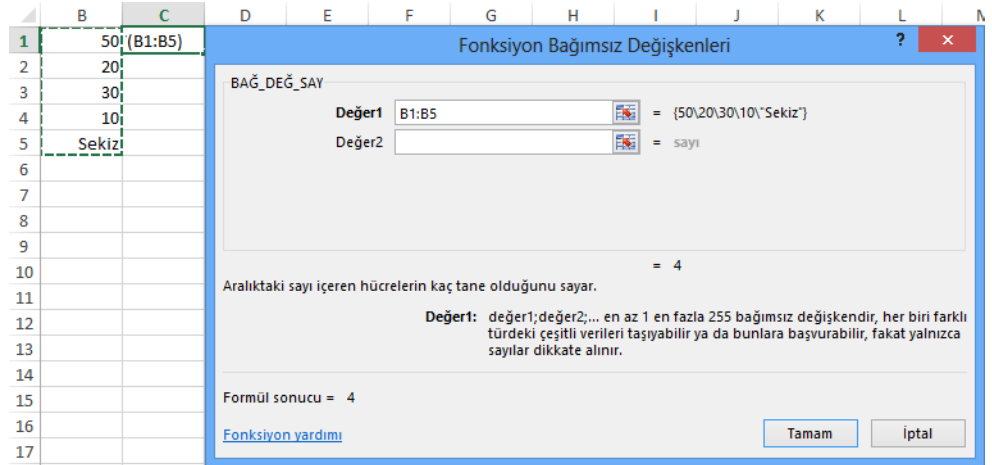 B C D E F G H I J K L M
1 50 (B1:B5)
2 20
3 30
4 10
5 Sekiz
6
7
8
9
10
11
12
13
14
15
16
17
Fonksiyon Bağımsız Değişkenleri ? ×
BAĞ_DEĞ_SAY
Değer1 B1:B5 = {50\20\30\10\"Sekiz"}
Değer2 = sayı
= 4
Aralıktaki sayı içeren hücrelerin kaç tane olduğunu sayar.
Değer1: değer1;değer2;... en az 1 en fazla 255 bağımsız değişkendir, her biri farklı
türdeki çeşitli verileri taşıyabilir ya da bunlara başvurabilir, fakat yalnızca
sayılar dikkate alınır.
Formül sonucu = 4
Fonksiyon yardımı
Tamam İptal